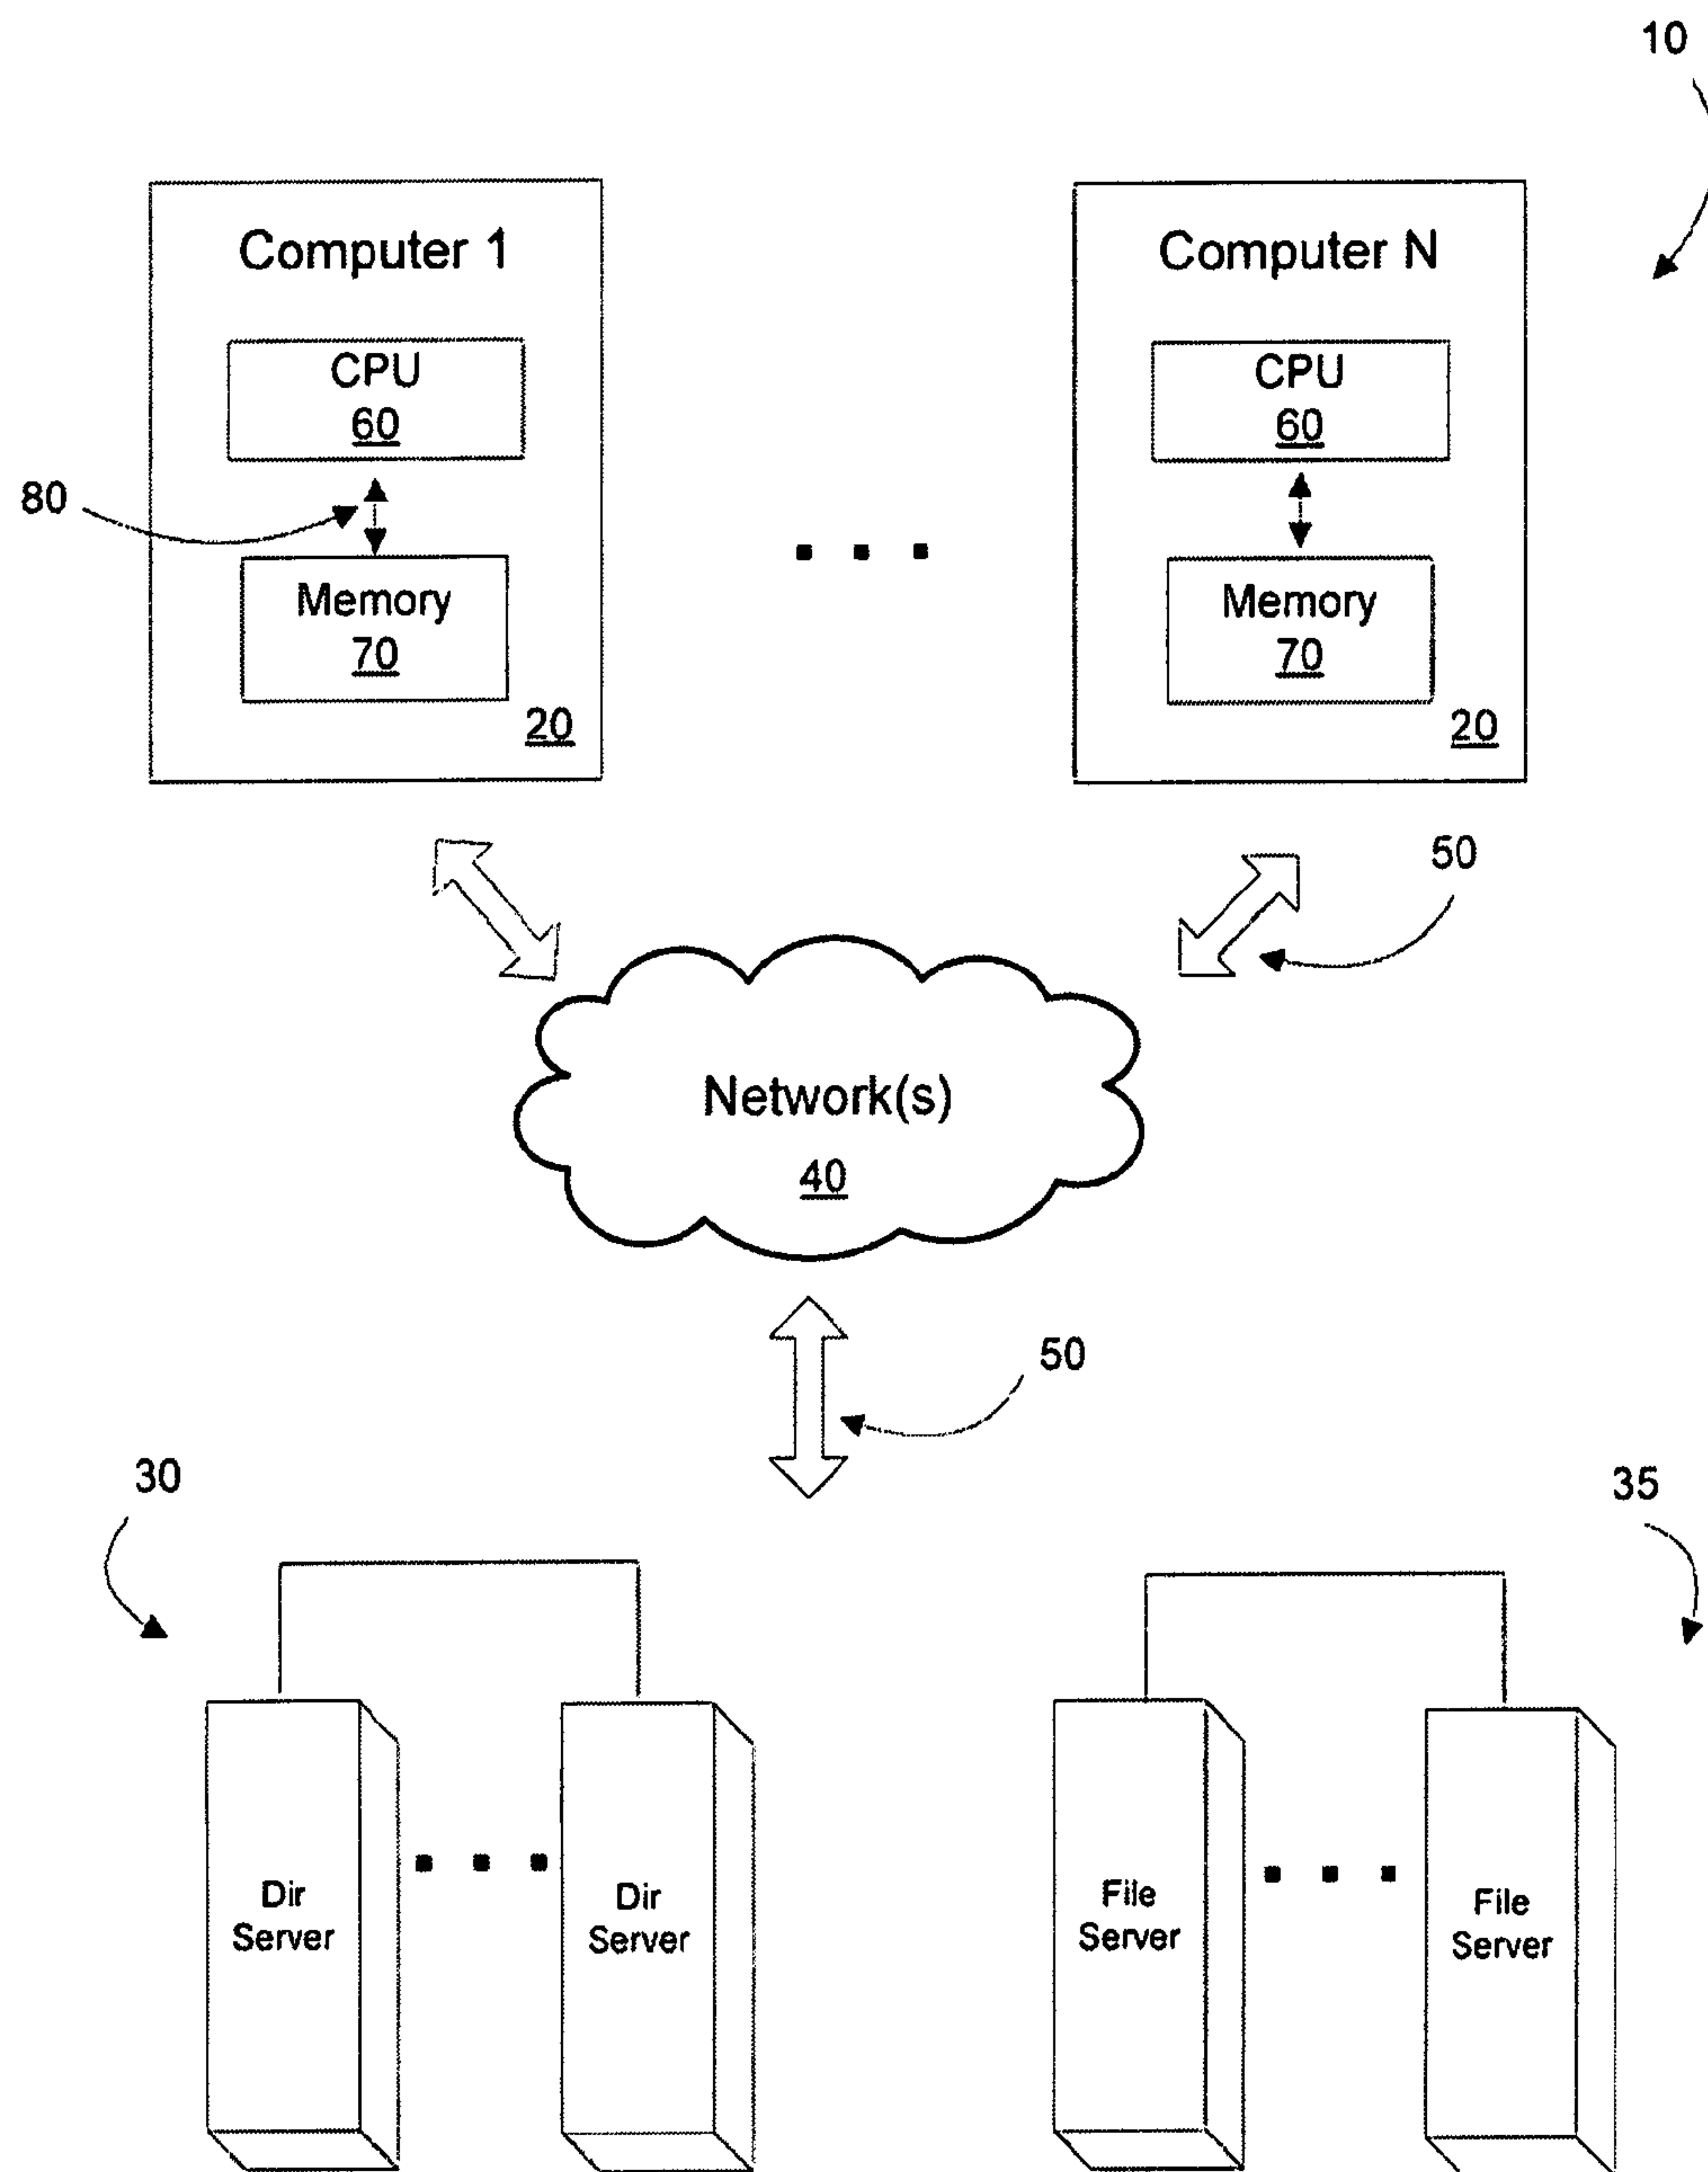 10
Computer 1
CPU
60
80
Memory
70
20
Computer N
CPU
60
Memory
70
20
50
Network(s)
40
50
30
35
Dir
Server
Dir
Server
File
Server
File
Server